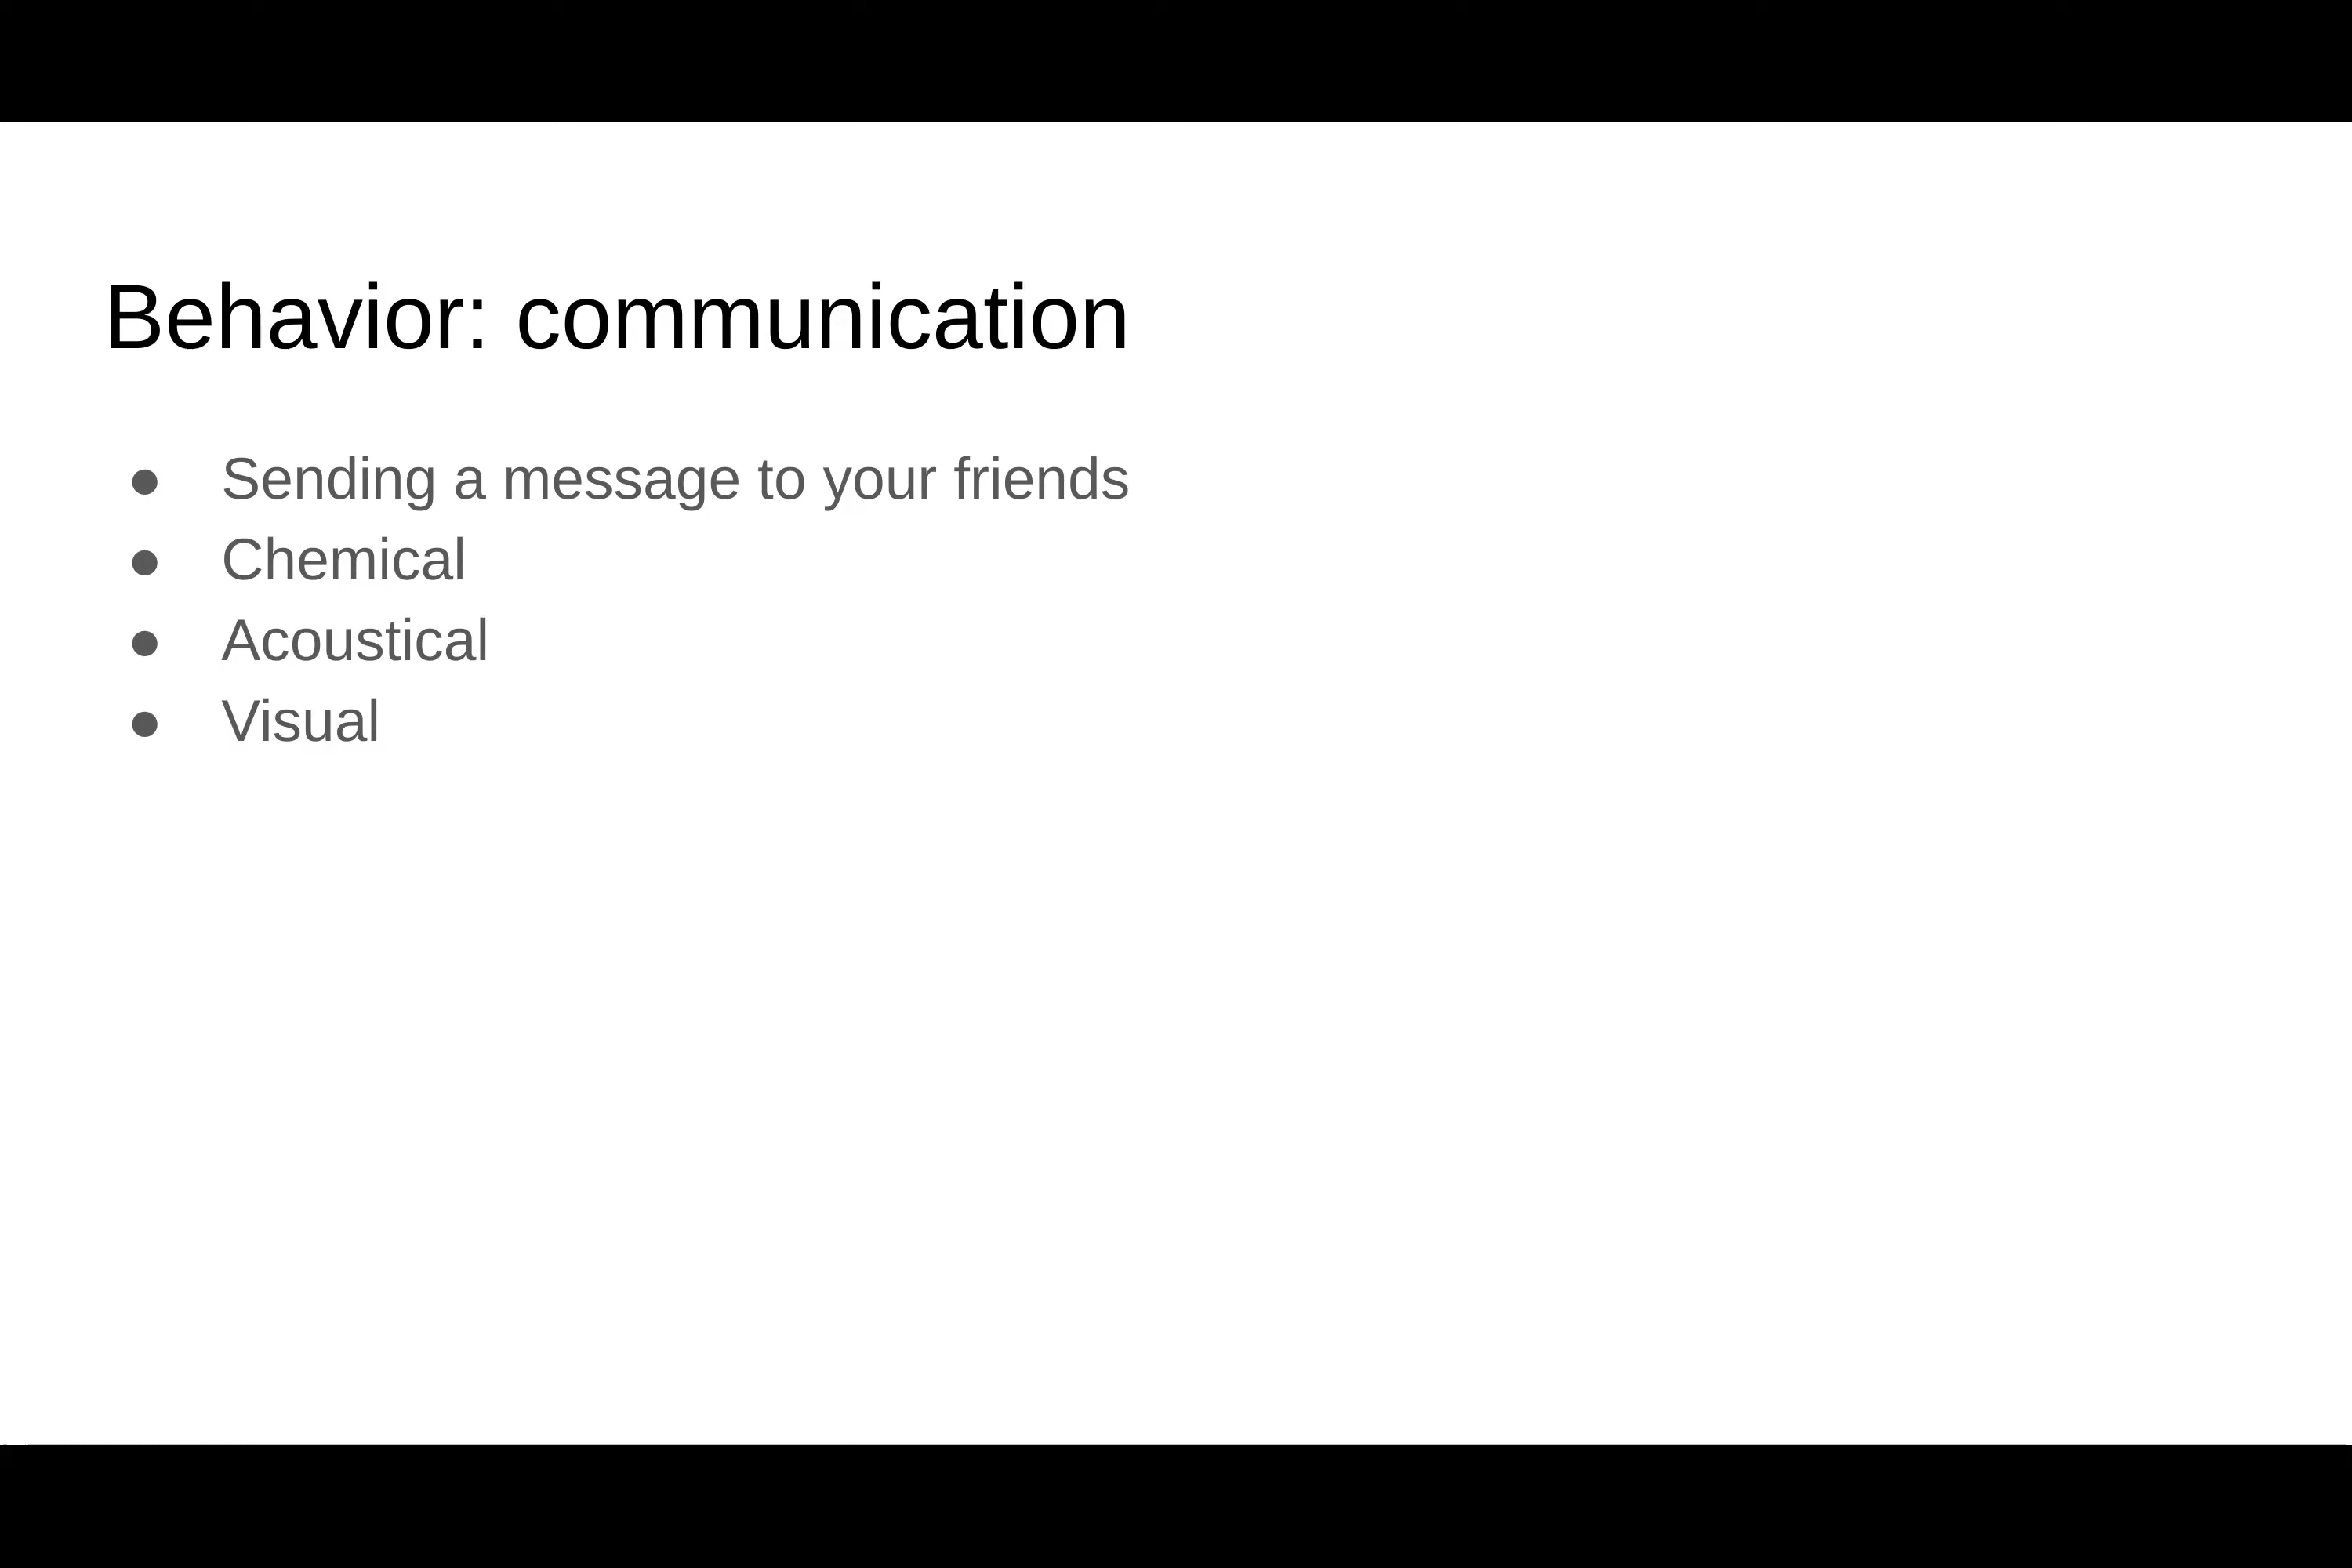 Behavior: communication
● Sending a message to your friends
● Chemical
● Acoustical
● Visual